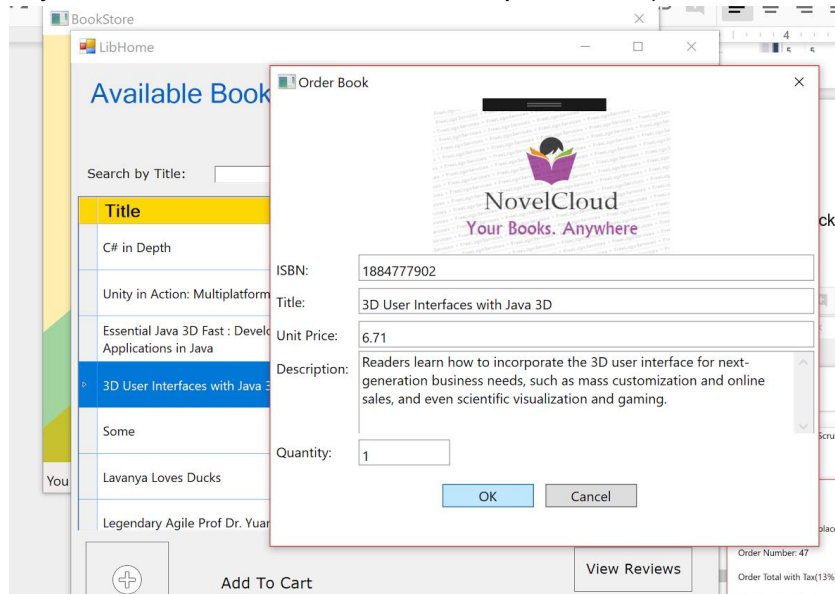 BookStore
LibHome
Available Book
Search by Title:
Title
C# in Depth
Unity in Action: Multiplatform
Essential Java 3D Fast : Develo
Applications in Java
3D User Interfaces with Java 3
Some
Lavanya Loves Ducks
Legendary Agile Prof Dr. Yuan
Add To Cart
View Reviews
You
Order Book
NovelCloud
Your Books. Anywhere
ISBN:
1884777902
Title:
3D User Interfaces with Java 3D
Unit Price:
6.71
Description:
Readers learn how to incorporate the 3D user interface for next-
generation business needs, such as mass customization and online
sales, and even scientific visualization and gaming.
Quantity:
1
OK
Cancel
4
ck
Scru
place
Order Number: 47
Order Total with Tax(13%